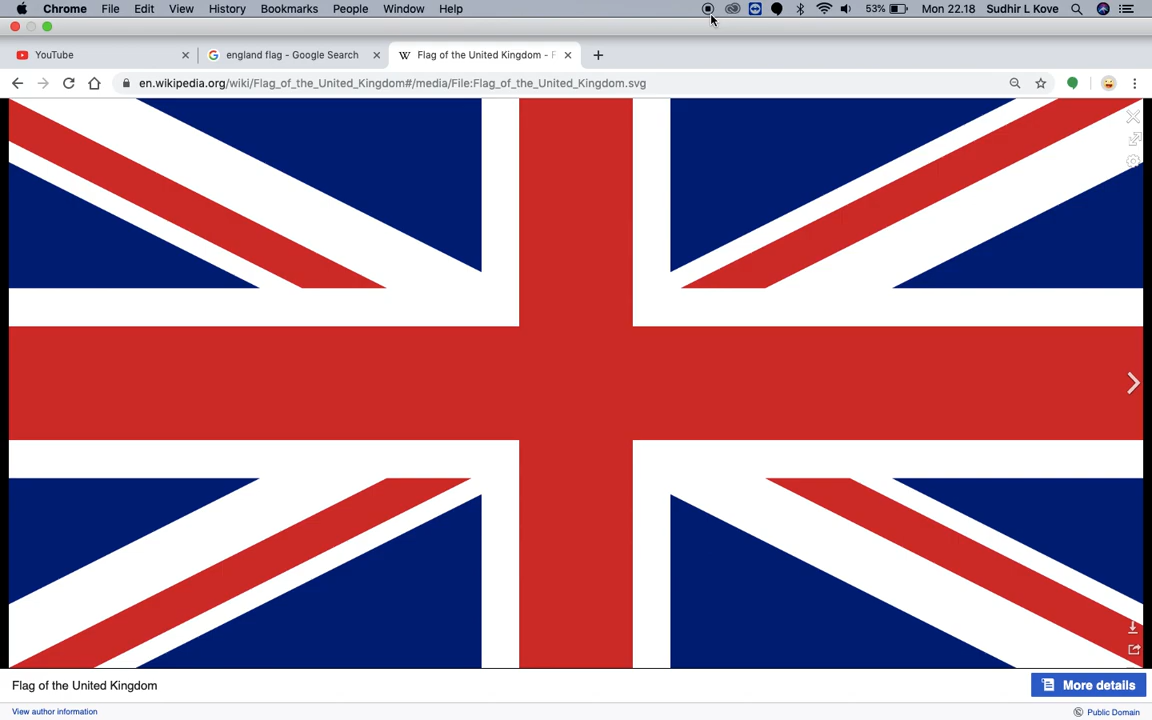 Chrome File Edit View History Bookmarks People Window Help 53% Mon 22.18 Sudhir L Kove
YouTube england flag - Google Search Flag of the United Kingdom - F
en.wikipedia.org/wiki/Flag_of_the_United_Kingdom#/media/File:Flag_of_the_United_Kingdom.svg
Flag of the United Kingdom More details
View author information Public Domain